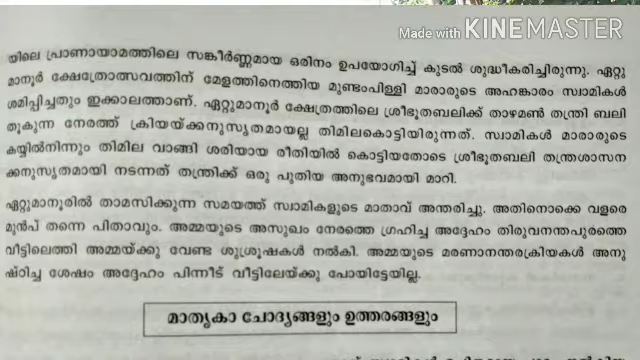 Made with KINEMASTER
യിലെ പ്രാണായാമത്തിലെ സങ്കീർണ്ണമായ ഒരിനം ഉപയോഗിച്ച് കുടൽ ശുദ്ധീകരിച്ചിരുന്നു. ഏറ്റു
മാനൂർ ക്ഷേത്രോത്സവത്തിന് മേളത്തിനെത്തിയ മുണ്ടാംപിള്ളി മാരാരുടെ അഹങ്കാരം സ്വാമികൾ
ശമിപ്പിച്ചതും ഇക്കാലത്താണ്. ഏറ്റുമാനൂർ ക്ഷേത്രത്തിലെ ശ്രീഭൂതബലിക്ക് താഴമൺ തന്ത്രി ബലി
തൂകുന്ന നേരത്ത് ക്രിയയ്ക്കനുസൃതമായല്ല തിമിലകൊട്ടിയിരുന്നത്. സ്വാമികൾ മാരാരുടെ
കയ്യിൽനിന്നും തിമില വാങ്ങി ശരിയായ രീതിയിൽ കൊട്ടിയതോടെ ശ്രീഭൂതബലി തന്ത്രശാസന
ക്കനുസൃതമായി നടന്നത് തന്ത്രിക്ക് ഒരു പുതിയ അനുഭവമായി മാറി.
ഏറ്റുമാനൂരിൽ താമസിക്കുന്ന സമയത്ത് സ്വാമികളുടെ മാതാവ് അന്തരിച്ചു. അതിനൊക്കെ വളരെ
മുൻപ് തന്നെ പിതാവും. അമ്മയുടെ അസുഖം നേരത്തെ ഗ്രഹിച്ച അദ്ദേഹം തിരുവനന്തപുരത്തെ
വീട്ടിലെത്തി അമ്മയ്ക്കു വേണ്ട ശുശ്രൂഷകൾ നൽകി. അമ്മയുടെ മരണാനന്തരക്രിയകൾ അനു
ഷ്ഠിച്ച ശേഷം അദ്ദേഹം പിന്നീട് വീട്ടിലേയ്ക്കു പോയിട്ടേയില്ല.
മാതൃകാ ചോദ്യങ്ങളും ഉത്തരങ്ങളും